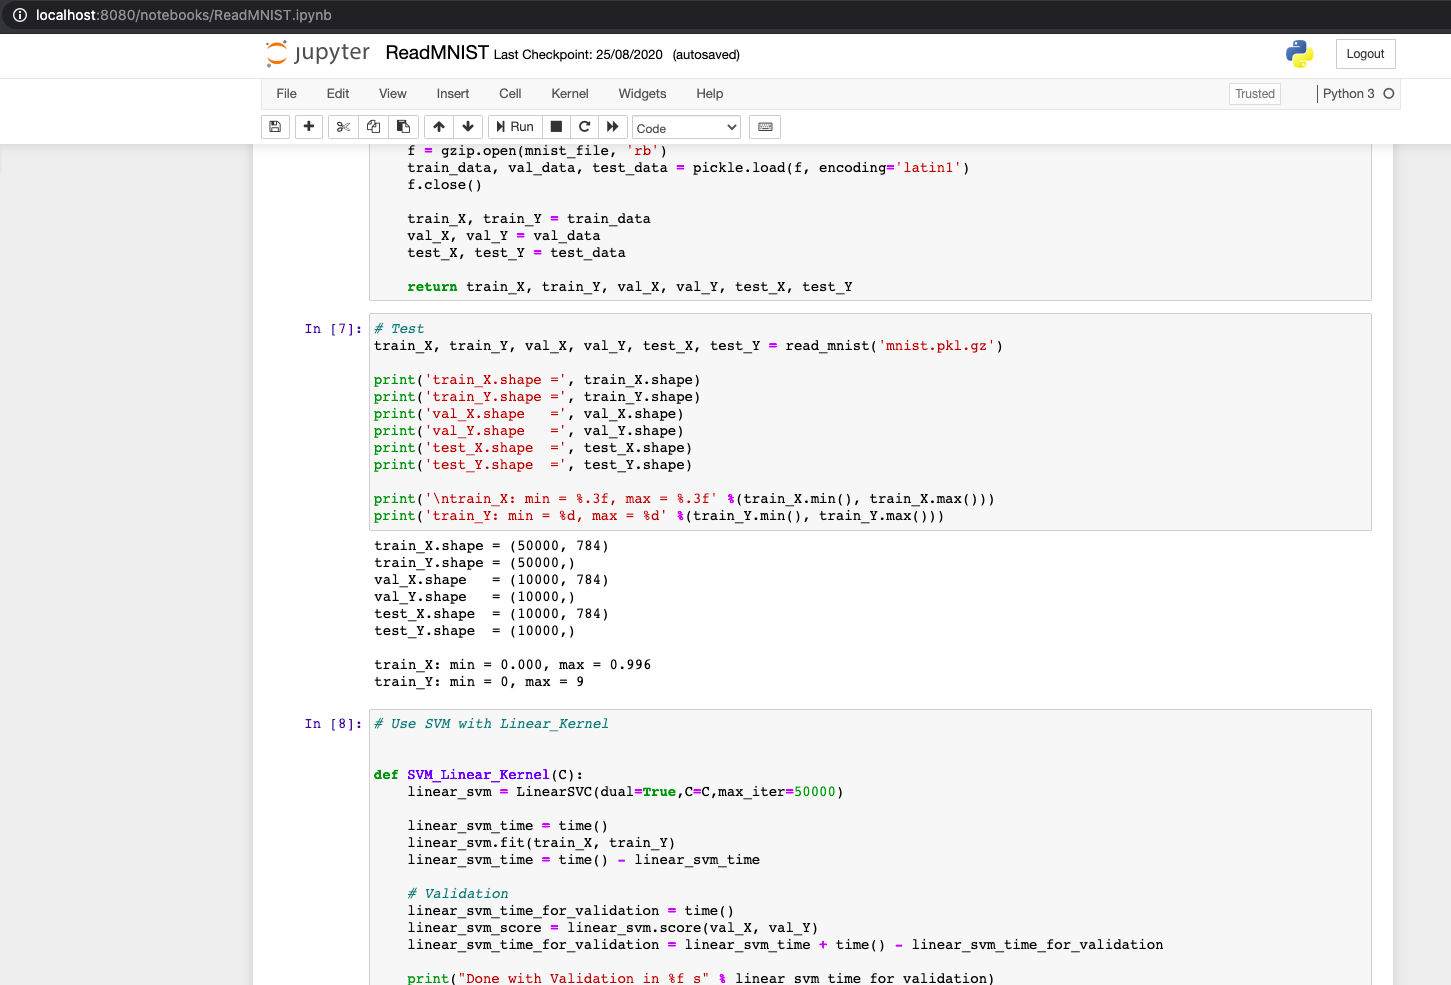 localhost:8080/notebooks/ReadMNIST.ipynb
jupyter ReadMNIST Last Checkpoint: 25/08/2020 (autosaved)
Logout
File Edit View Insert Cell Kernel Widgets Help
Trusted
Python 3
Run
Code
    f = gzip.open(mnist_file, 'rb')
    train_data, val_data, test_data = pickle.load(f, encoding='latin1')
    f.close()
    train_X, train_Y = train_data
    val_X, val_Y = val_data
    test_X, test_Y = test_data
    return train_X, train_Y, val_X, val_Y, test_X, test_Y
In [7]:
# Test
train_X, train_Y, val_X, val_Y, test_X, test_Y = read_mnist('mnist.pkl.gz')
print('train_X.shape =', train_X.shape)
print('train_Y.shape =', train_Y.shape)
print('val_X.shape   =', val_X.shape)
print('val_Y.shape   =', val_Y.shape)
print('test_X.shape  =', test_X.shape)
print('test_Y.shape  =', test_Y.shape)
print('\ntrain_X: min = %.3f, max = %.3f' %(train_X.min(), train_X.max()))
print('train_Y: min = %d, max = %d' %(train_Y.min(), train_Y.max()))
train_X.shape = (50000, 784)
train_Y.shape = (50000,)
val_X.shape   = (10000, 784)
val_Y.shape   = (10000,)
test_X.shape  = (10000, 784)
test_Y.shape  = (10000,)
train_X: min = 0.000, max = 0.996
train_Y: min = 0, max = 9
In [8]:
# Use SVM with Linear_Kernel
def SVM_Linear_Kernel(C):
    linear_svm = LinearSVC(dual=True,C=C,max_iter=50000)
    linear_svm_time = time()
    linear_svm.fit(train_X, train_Y)
    linear_svm_time = time() - linear_svm_time
    # Validation
    linear_svm_time_for_validation = time()
    linear_svm_score = linear_svm.score(val_X, val_Y)
    linear_svm_time_for_validation = linear_svm_time + time() - linear_svm_time_for_validation
    print("Done with Validation in %f s" % linear_svm_time_for_validation)